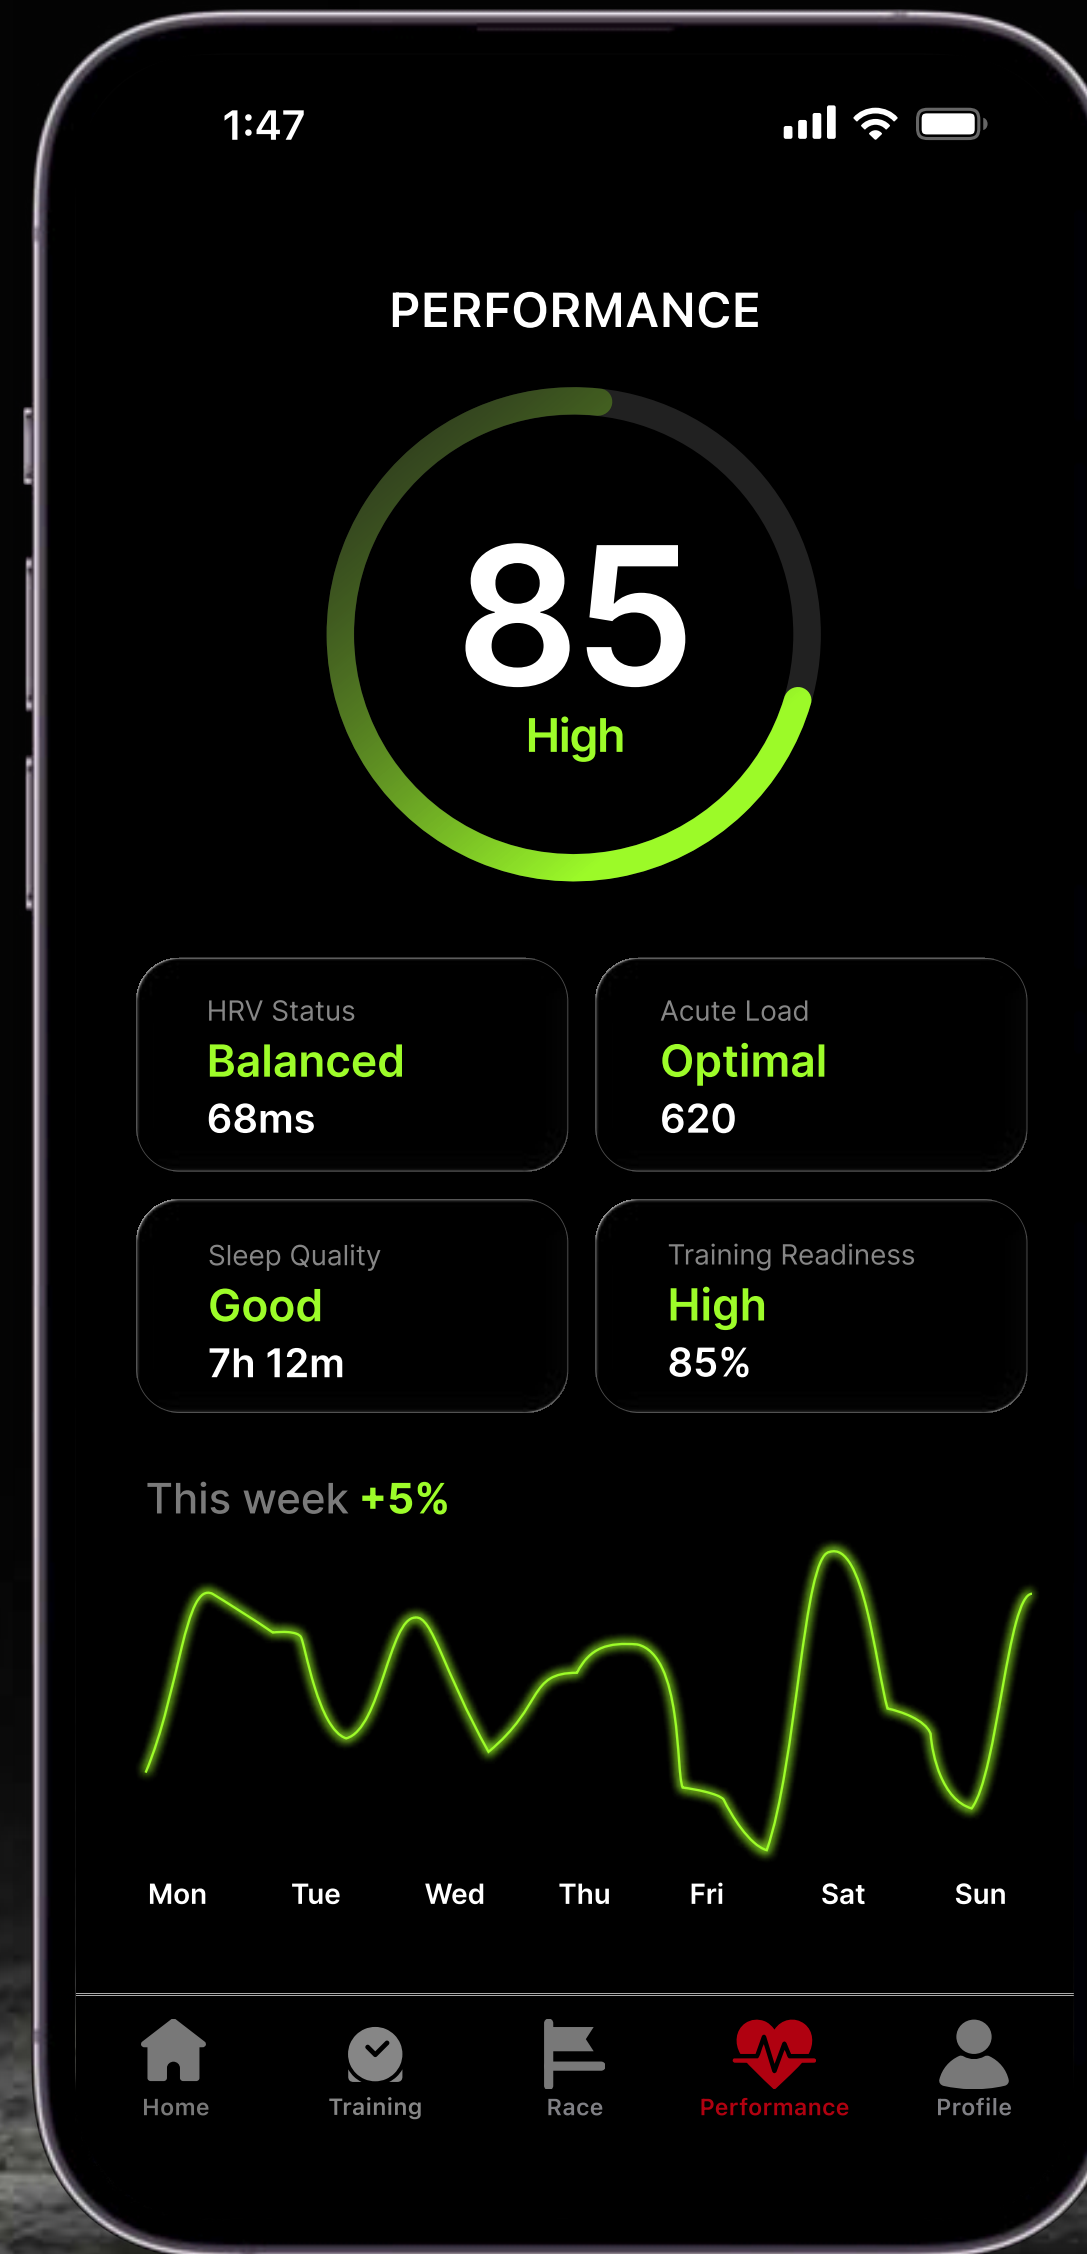 1:47
PERFORMANCE
85
High
HRV Status
Balanced
68ms
Acute Load
Optimal
620
Sleep Quality
Good
7h 12m
Training Readiness
High
85%
This week +5%
Mon Tue Wed Thu Fri Sat Sun
Home Training Race Performance Profile